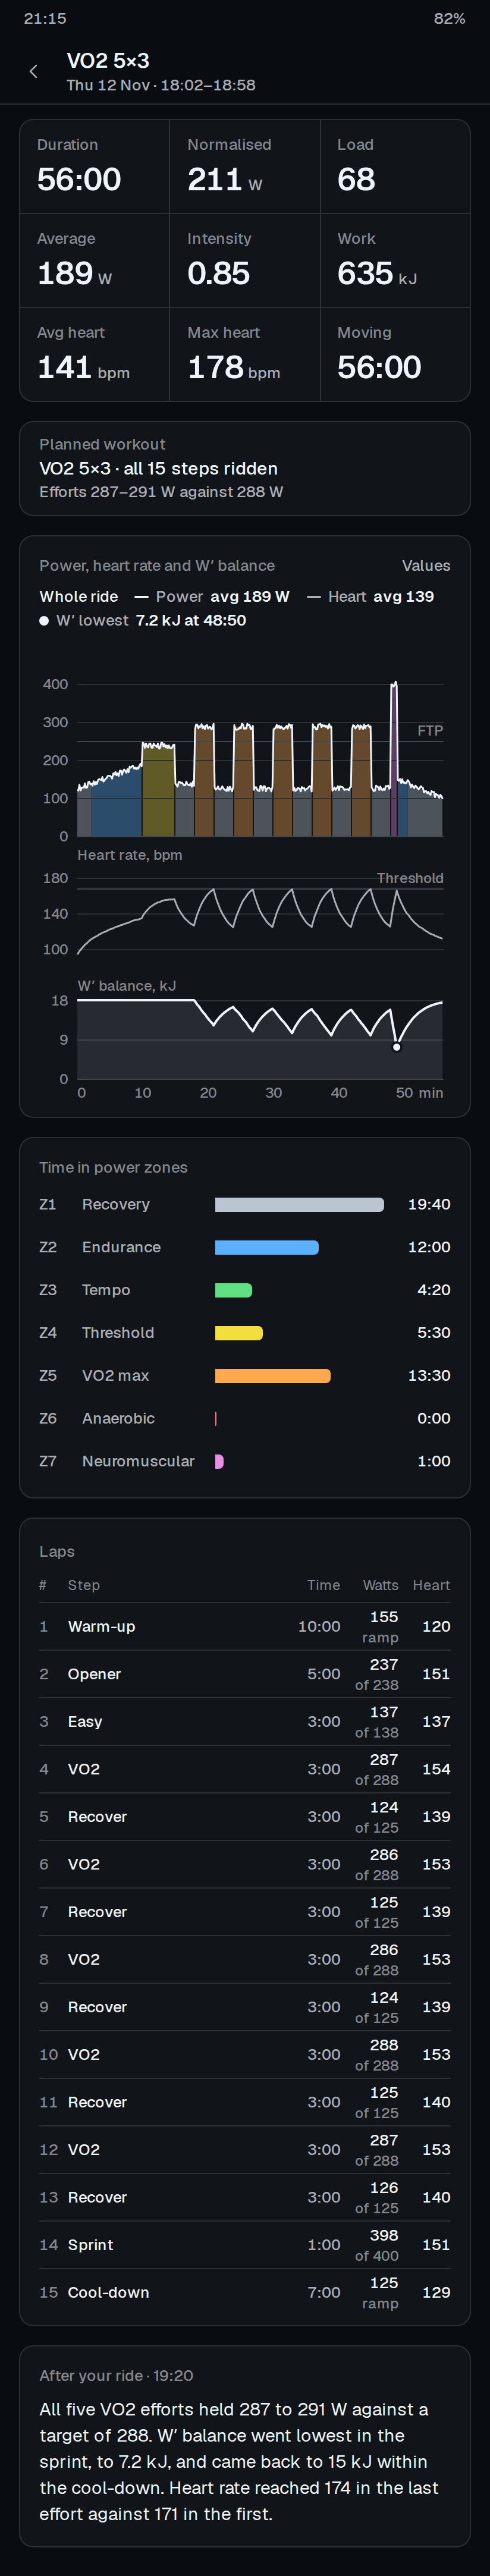 21:15 82%
VO2 5×3
Thu 12 Nov · 18:02–18:58
Duration Normalised Load
56:00 211 W 68
Average Intensity Work
189 W 0.85 635 kJ
Avg heart Max heart Moving
141 bpm 178 bpm 56:00
Planned workout
VO2 5×3 · all 15 steps ridden
Efforts 287–291 W against 288 W
Power, heart rate and W′ balance Values
Whole ride Power avg 189 W Heart avg 139
W′ lowest 7.2 kJ at 48:50
400
300
FTP
200
100
0
Heart rate, bpm
180 Threshold
140
100
W′ balance, kJ
18
9
0
0 10 20 30 40 50 min
Time in power zones
Z1 Recovery 19:40
Z2 Endurance 12:00
Z3 Tempo 4:20
Z4 Threshold 5:30
Z5 VO2 max 13:30
Z6 Anaerobic 0:00
Z7 Neuromuscular 1:00
Laps
# Step Time Watts Heart
1 Warm-up 10:00 155 120
ramp
2 Opener 5:00 237 151
of 238
3 Easy 3:00 137 137
of 138
4 VO2 3:00 287 154
of 288
5 Recover 3:00 124 139
of 125
6 VO2 3:00 286 153
of 288
7 Recover 3:00 125 139
of 125
8 VO2 3:00 286 153
of 288
9 Recover 3:00 124 139
of 125
10 VO2 3:00 288 153
of 288
11 Recover 3:00 125 140
of 125
12 VO2 3:00 287 153
of 288
13 Recover 3:00 126 140
of 125
14 Sprint 1:00 398 151
of 400
15 Cool-down 7:00 125 129
ramp
After your ride · 19:20
All five VO2 efforts held 287 to 291 W against a
target of 288. W′ balance went lowest in the
sprint, to 7.2 kJ, and came back to 15 kJ within
the cool-down. Heart rate reached 174 in the last
effort against 171 in the first.